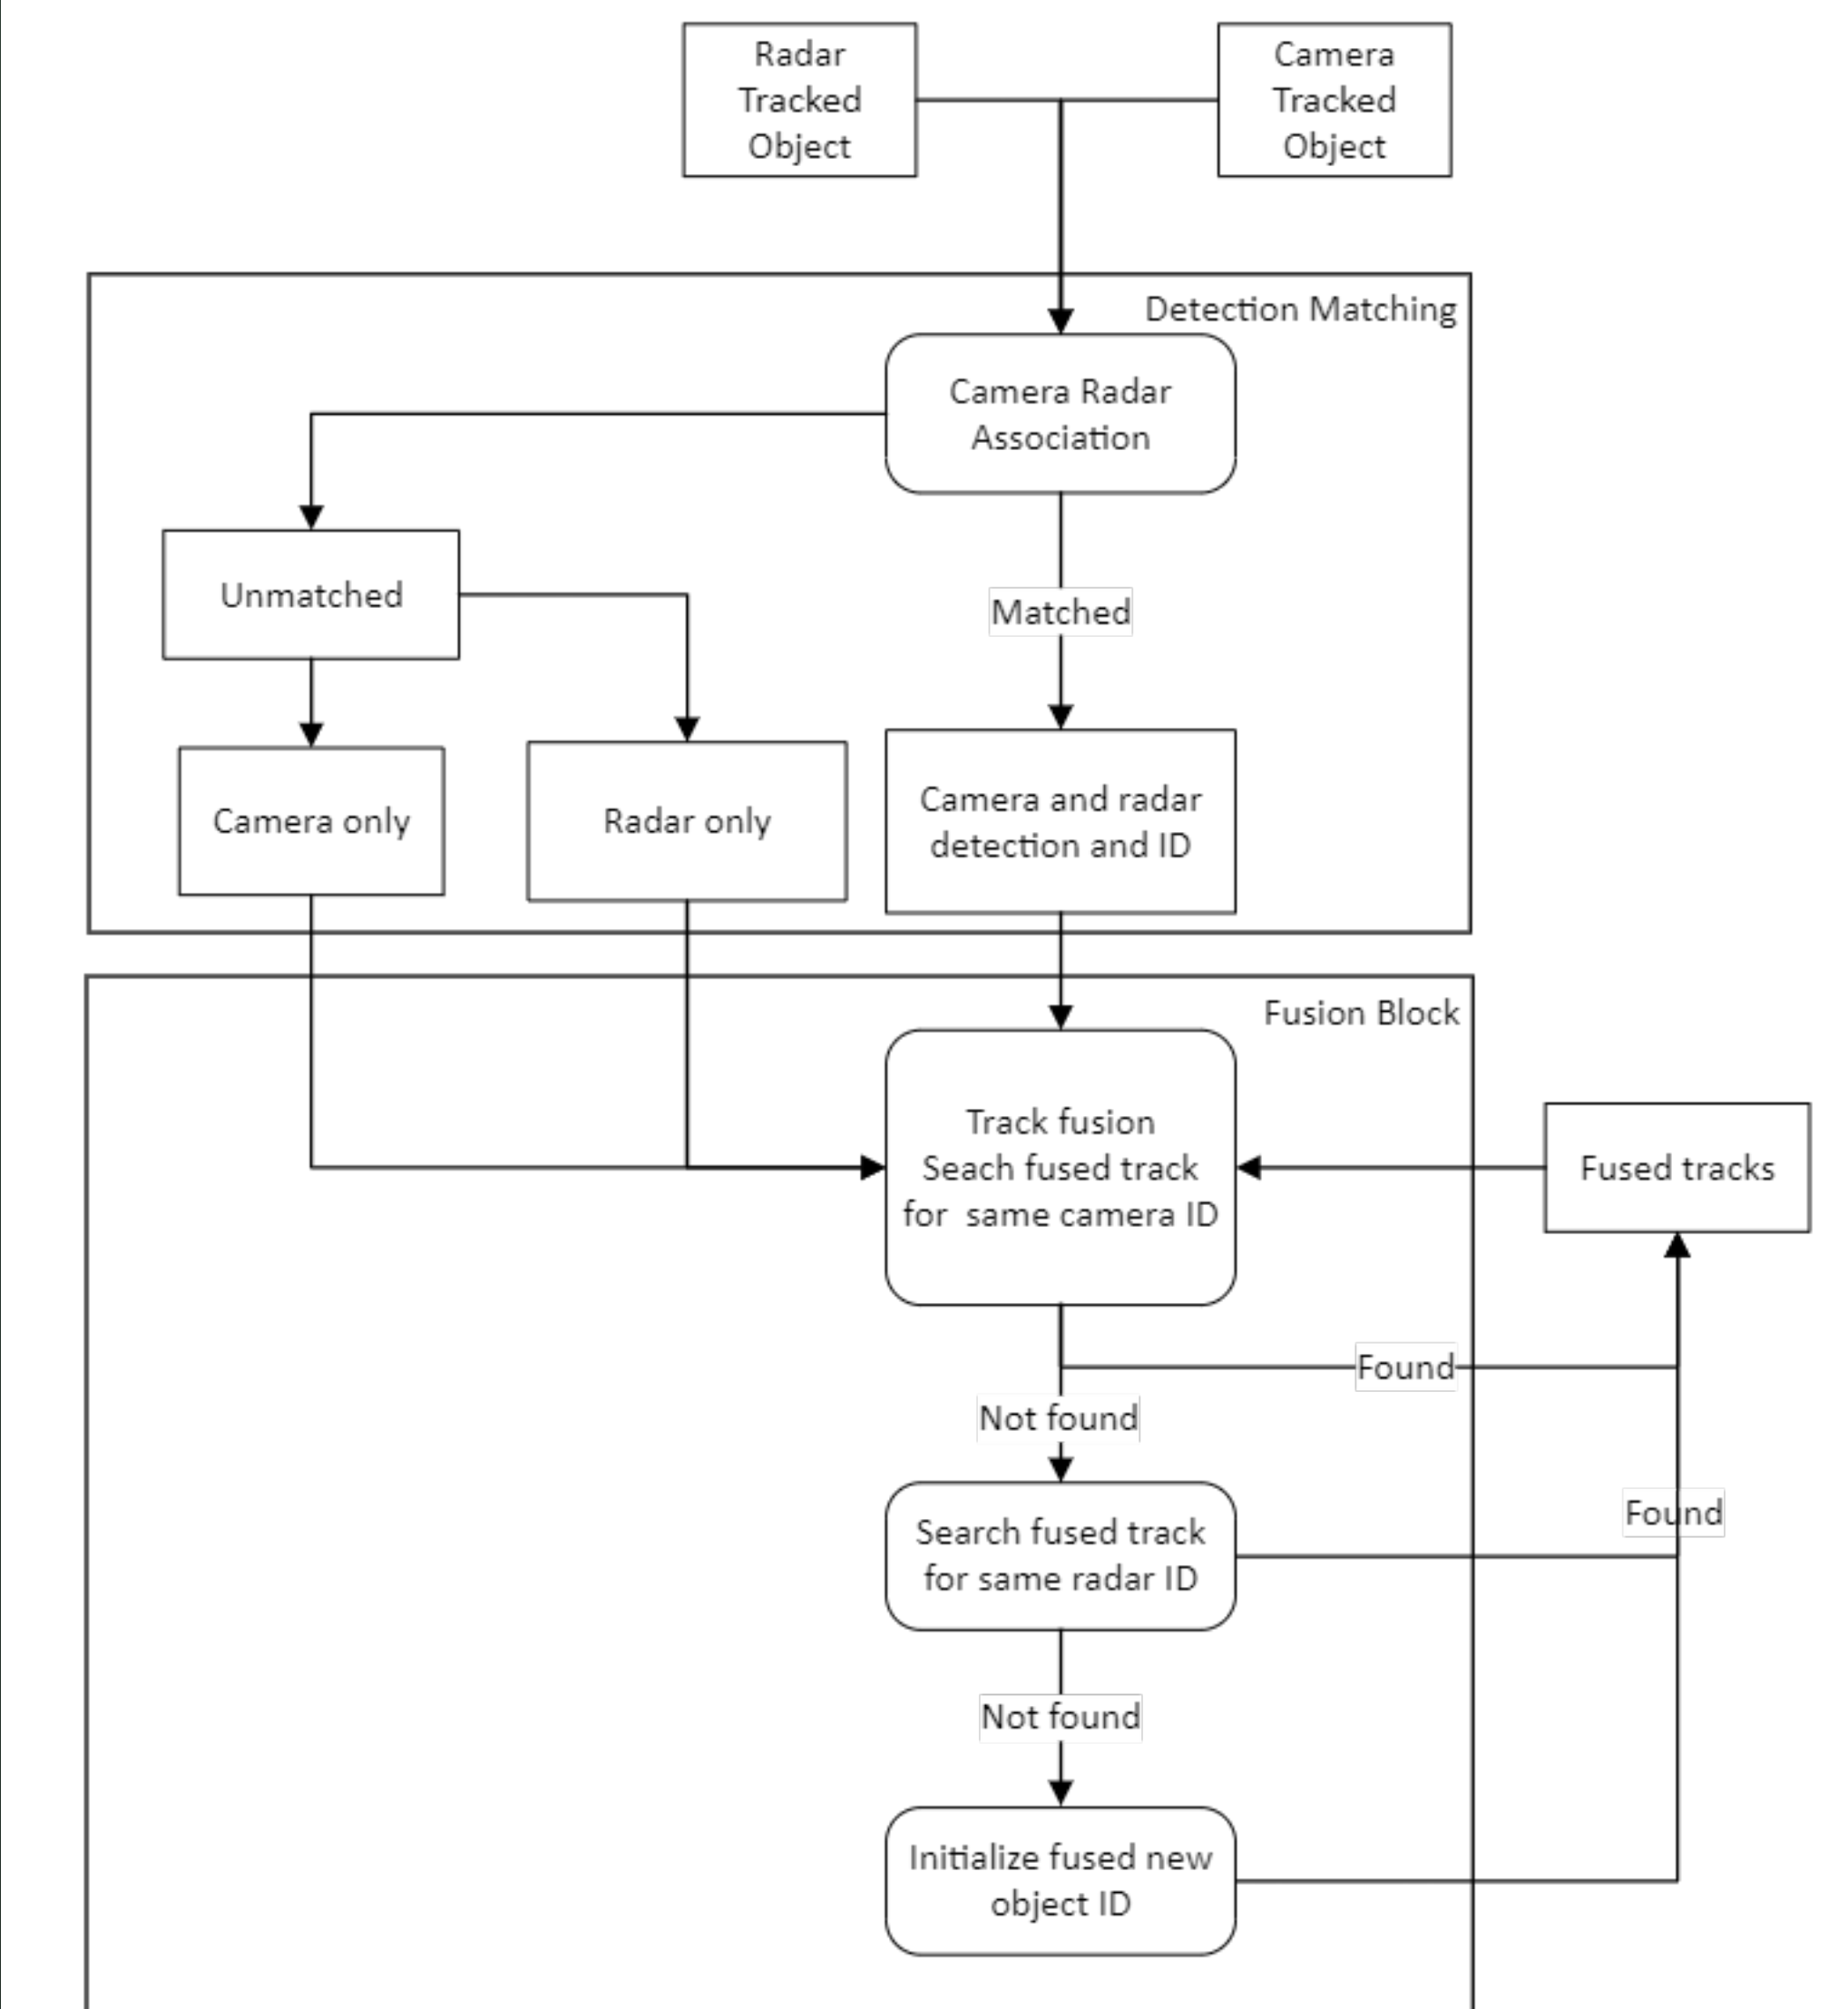 Radar
Tracked
Object
Camera
Tracked
Object
Detection Matching
Camera Radar
Association
Unmatched
Matched
Camera only
Radar only
Camera and radar
detection and ID
Fusion Block
Track fusion
Seach fused track
for same camera ID
Fused tracks
Found
Not found
Found
Search fused track
for same radar ID
Not found
Initialize fused new
object ID